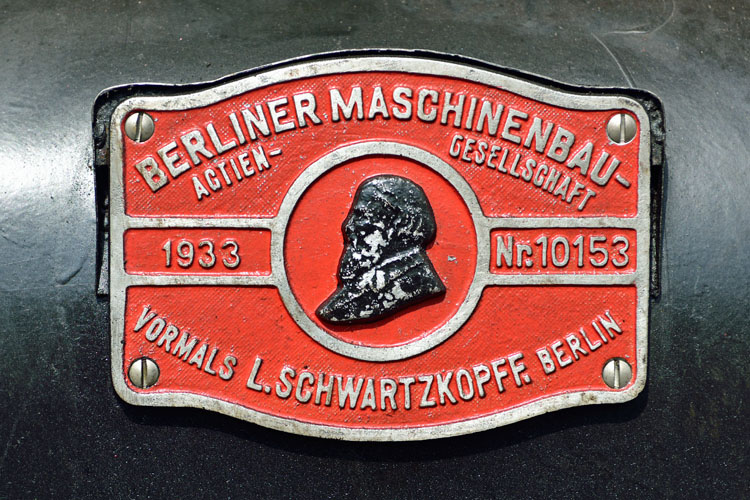 BERLINER MASCHINENBAU-
ACTIEN- GESELLSCHAFT
1933 Nr. 10153
VORMALS L. SCHWARTZKOPFF. BERLIN